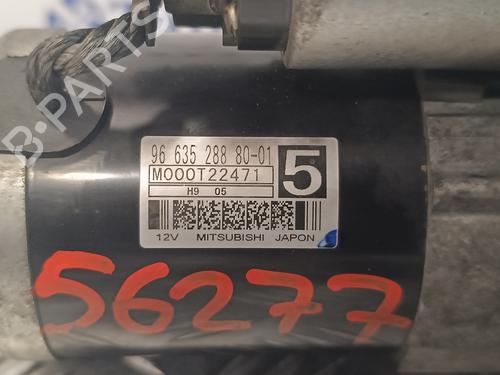 B-PARTS
96 635 288 80-01
M000T22471
5
H9 05
12V MITSUBISHI JAPON
56277